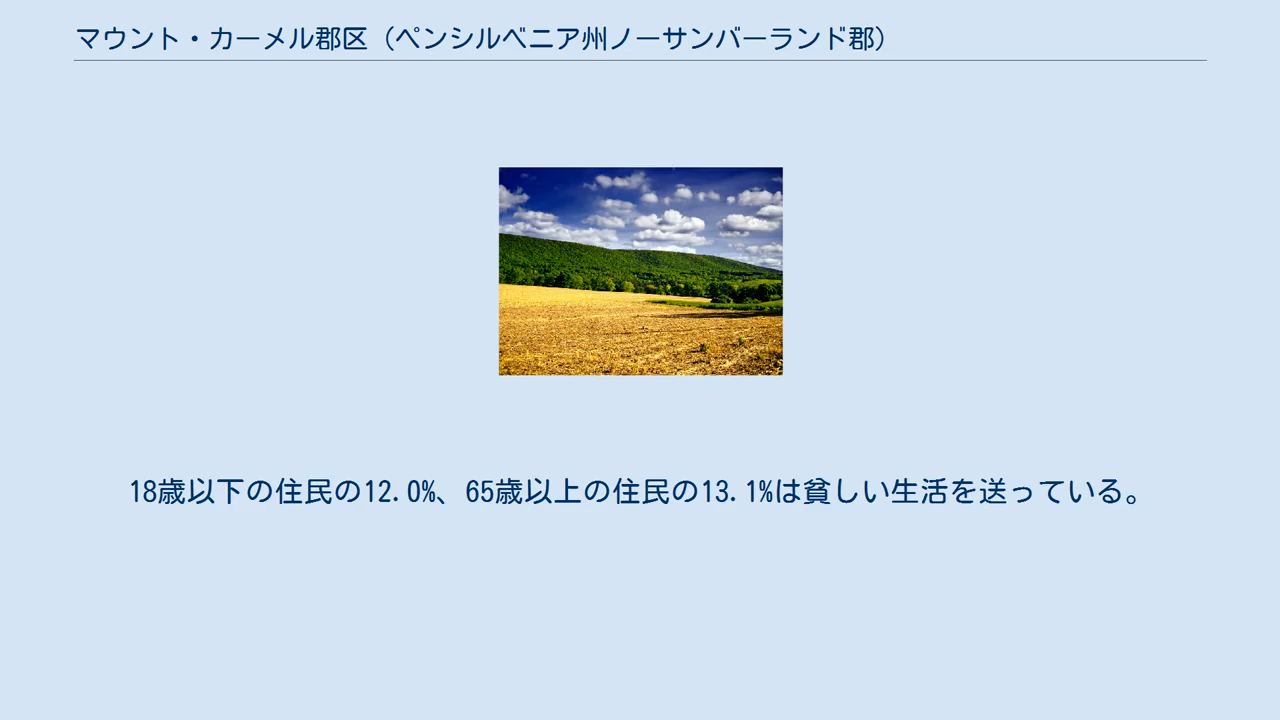 マウント・カーメル郡区（ペンシルベニア州ノーサンバーランド郡）
18歳以下の住民の12.0%、65歳以上の住民の13.1%は貧しい生活を送っている。